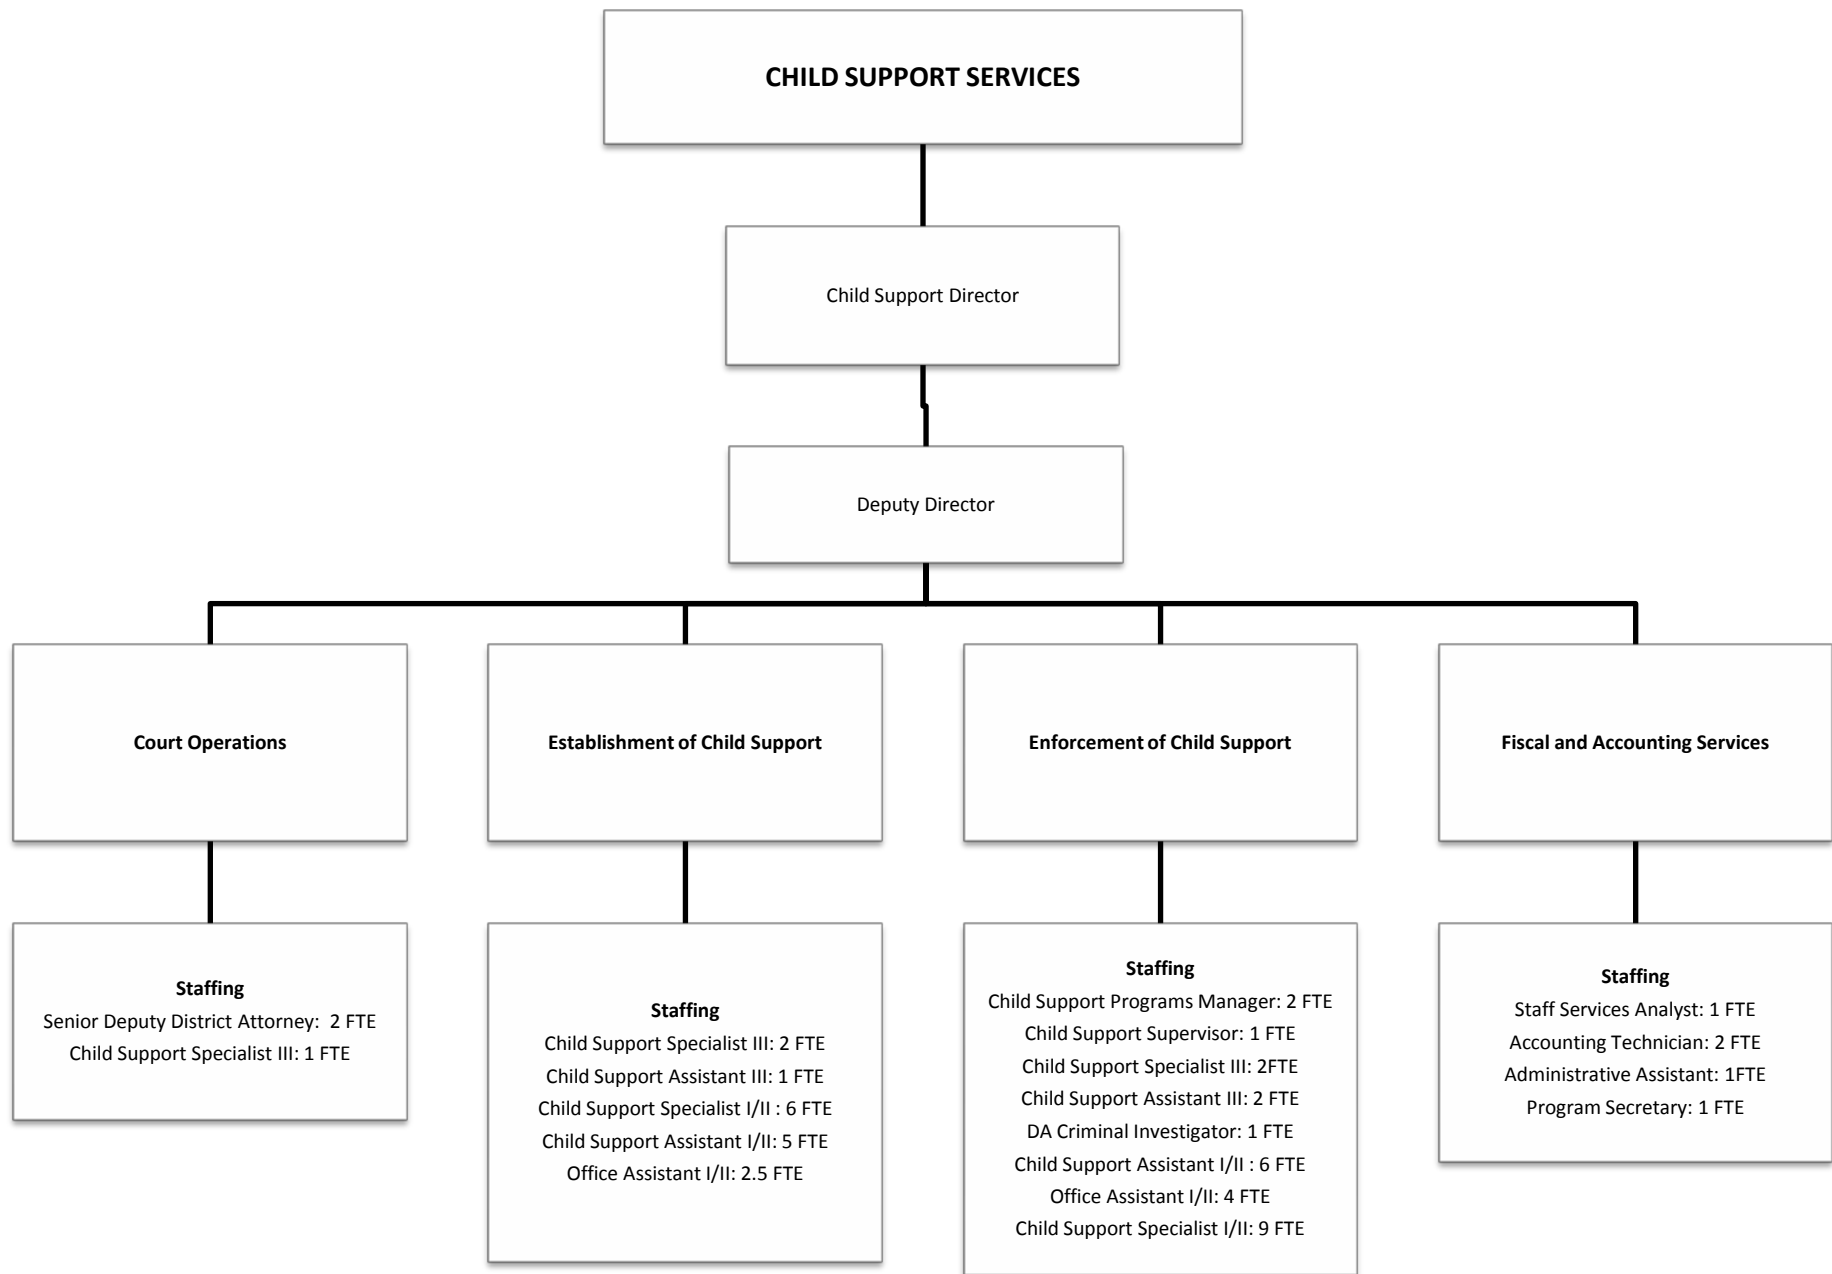 CHILD SUPPORT SERVICES
Child Support Director
Deputy Director
Court Operations
Establishment of Child Support
Enforcement of Child Support
Fiscal and Accounting Services
Staffing
Senior Deputy District Attorney:  2 FTE
Child Support Specialist III: 1 FTE
Staffing
Child Support Specialist III: 2 FTE
Child Support Assistant III: 1 FTE
Child Support Specialist I/II : 6 FTE
Child Support Assistant I/II: 5 FTE
Office Assistant I/II: 2.5 FTE
Staffing
Child Support Programs Manager: 2 FTE
Child Support Supervisor: 1 FTE
Child Support Specialist III: 2FTE
Child Support Assistant III: 2 FTE
DA Criminal Investigator: 1 FTE
Child Support Assistant I/II : 6 FTE
Office Assistant I/II: 4 FTE
Child Support Specialist I/II: 9 FTE
Staffing
Staff Services Analyst: 1 FTE
Accounting Technician: 2 FTE
Administrative Assistant: 1FTE
Program Secretary: 1 FTE